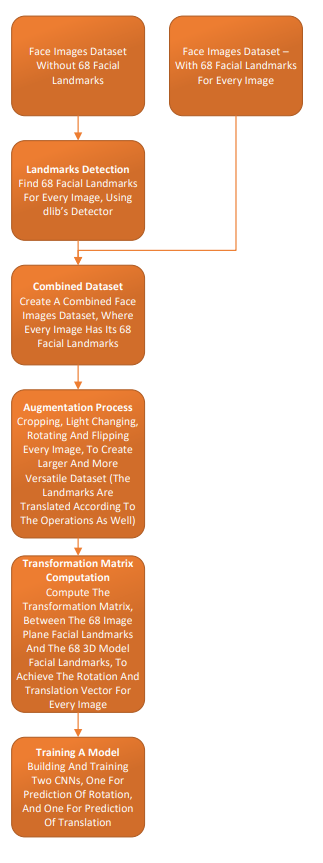 Face Images Dataset
Without 68 Facial
Landmarks
Face Images Dataset –
With 68 Facial Landmarks
For Every Image
Landmarks Detection
Find 68 Facial Landmarks
For Every Image, Using
dlib's Detector
Combined Dataset
Create A Combined Face
Images Dataset, Where
Every Image Has Its 68
Facial Landmarks
Augmentation Process
Cropping, Light Changing,
Rotating And Flipping
Every Image, To Create
Larger And More
Versatile Dataset (The
Landmarks Are
Translated According To
The Operations As Well)
Transformation Matrix
Computation
Compute The
Transformation Matrix,
Between The 68 Image
Plane Facial Landmarks
And The 68 3D Model
Facial Landmarks, To
Achieve The Rotation And
Translation Vector For
Every Image
Training A Model
Building And Training
Two CNNs, One For
Prediction Of Rotation,
And One For Prediction
Of Translation